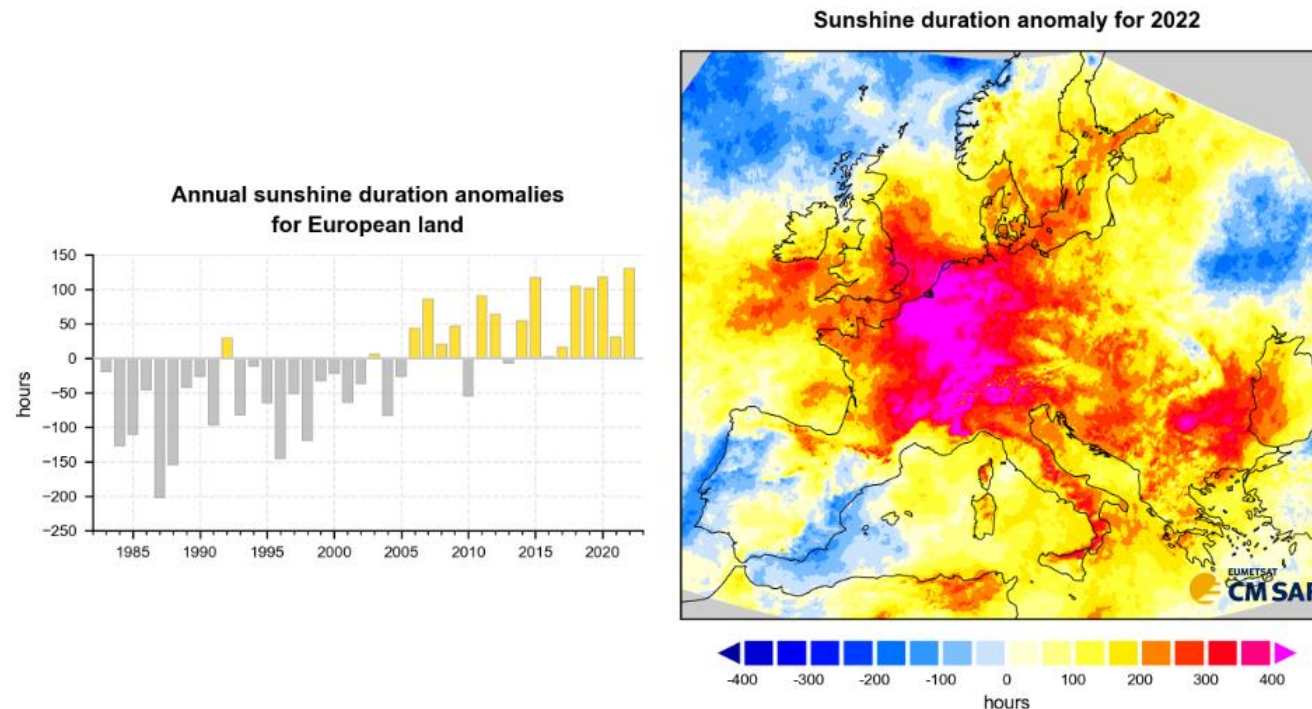 Annual sunshine duration anomalies
for European land
hours
150
100
50
0
−50
−100
−150
−200
−250
1985 1990 1995 2000 2005 2010 2015 2020
Sunshine duration anomaly for 2022
EUMETSAT
CM SAF
-400 -300 -200 -100 0 100 200 300 400
hours